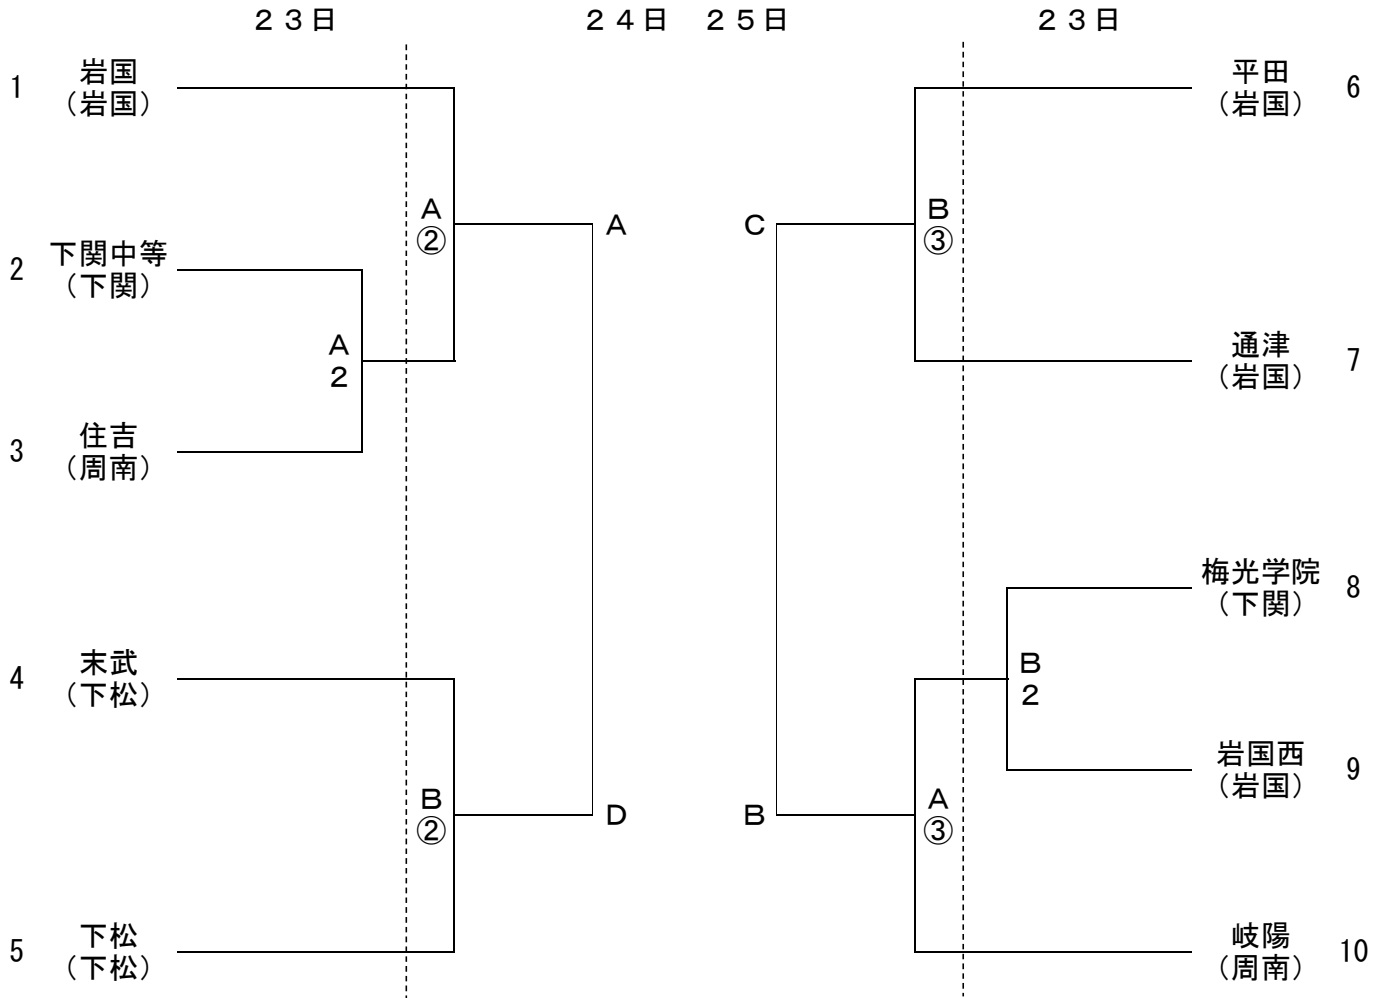 ２３日 ２４日 ２５日 ２３日
1 岩国
（岩国）
2 下関中等
（下関）
3 住吉
（周南）
4 末武
（下松）
5 下松
（下松）
Ａ
２
Ａ
②
Ｂ
②
Ａ
Ｄ
Ｃ
Ｂ
Ｂ
③
Ａ
③
Ｂ
２
平田 6
（岩国）
通津 7
（岩国）
梅光学院 8
（下関）
岩国西 9
（岩国）
岐陽 10
（周南）